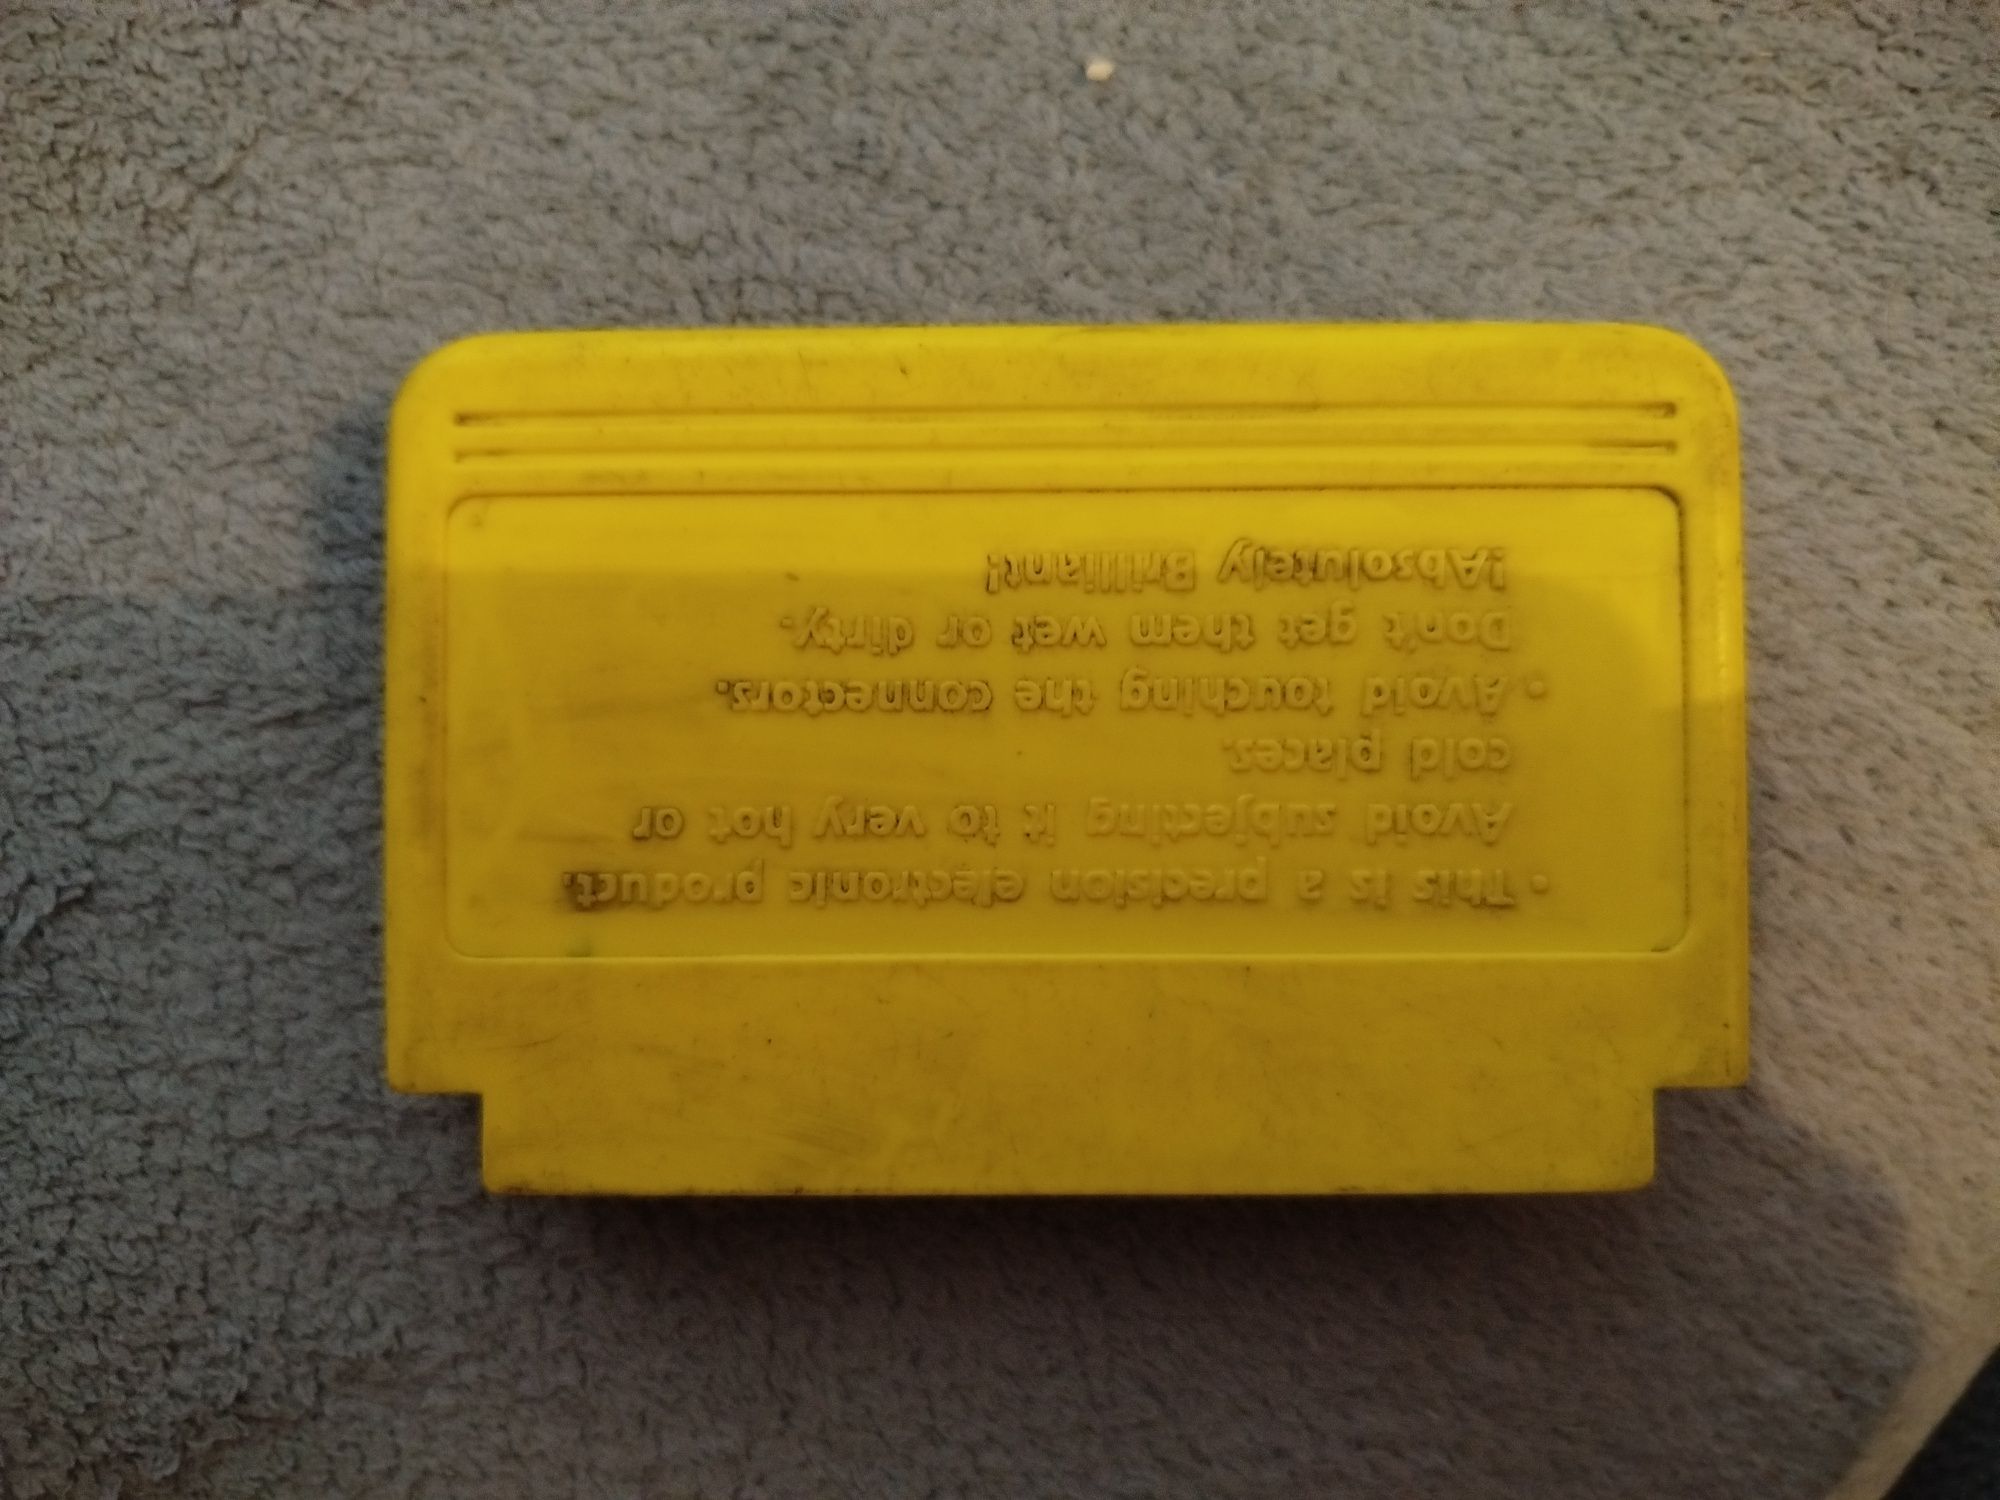 • This is a precision electronic product.
Avoid subjecting it to very hot or
cold places.
• Avoid touching the connectors.
Don't get them wet or dirty.
!Absolutely Brilliant!